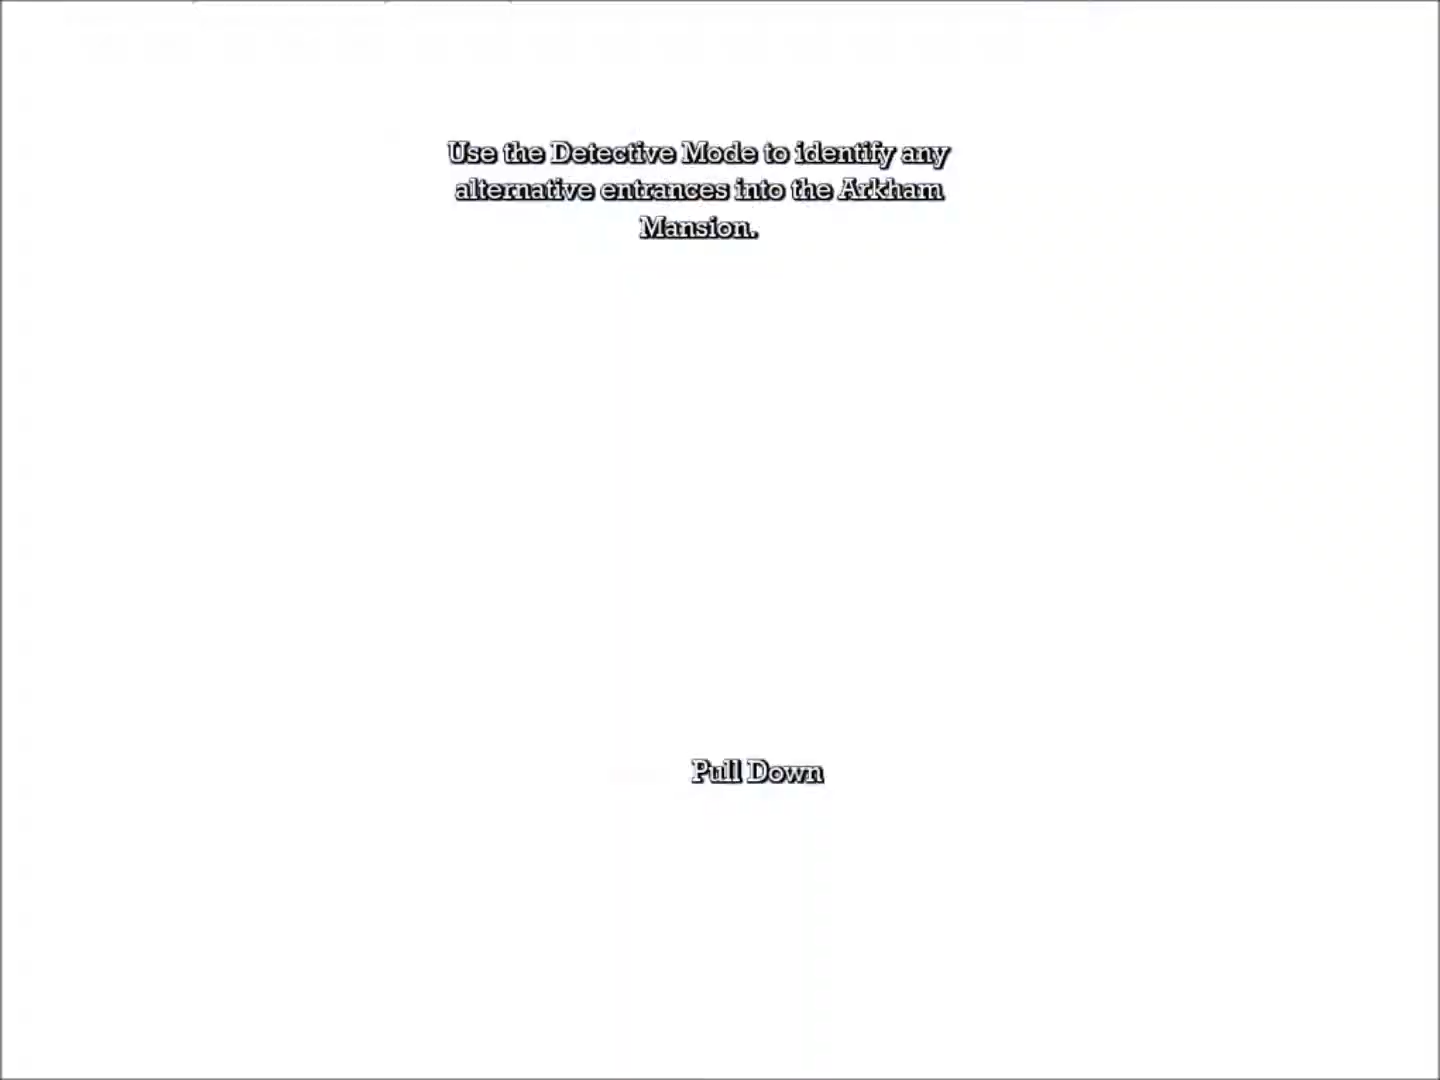 Use the Detective Mode to identify any
alternative entrances into the Arkham
Mansion.
Pull Down